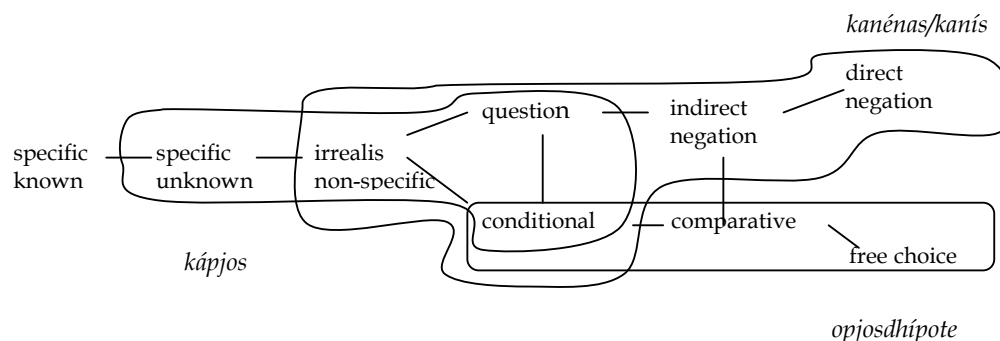 kanénas/kanís
direct
negation
question
indirect
negation
specific
known
specific
unknown
irrealis
non-specific
conditional
comparative
free choice
kápjos
opjosdhípote